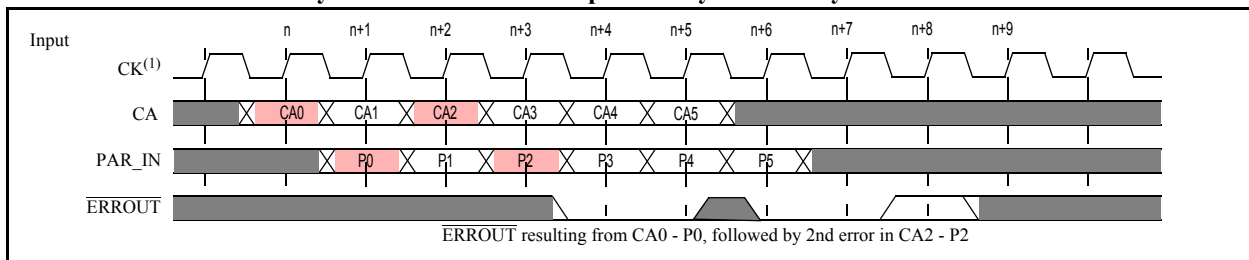 n n+1 n+2 n+3 n+4 n+5 n+6 n+7 n+8 n+9
Input
CK(1)
CA CA0 CA1 CA2 CA3 CA4 CA5
PAR_IN P0 P1 P2 P3 P4 P5
ERROUT
ERROUT resulting from CA0 - P0, followed by 2nd error in CA2 - P2